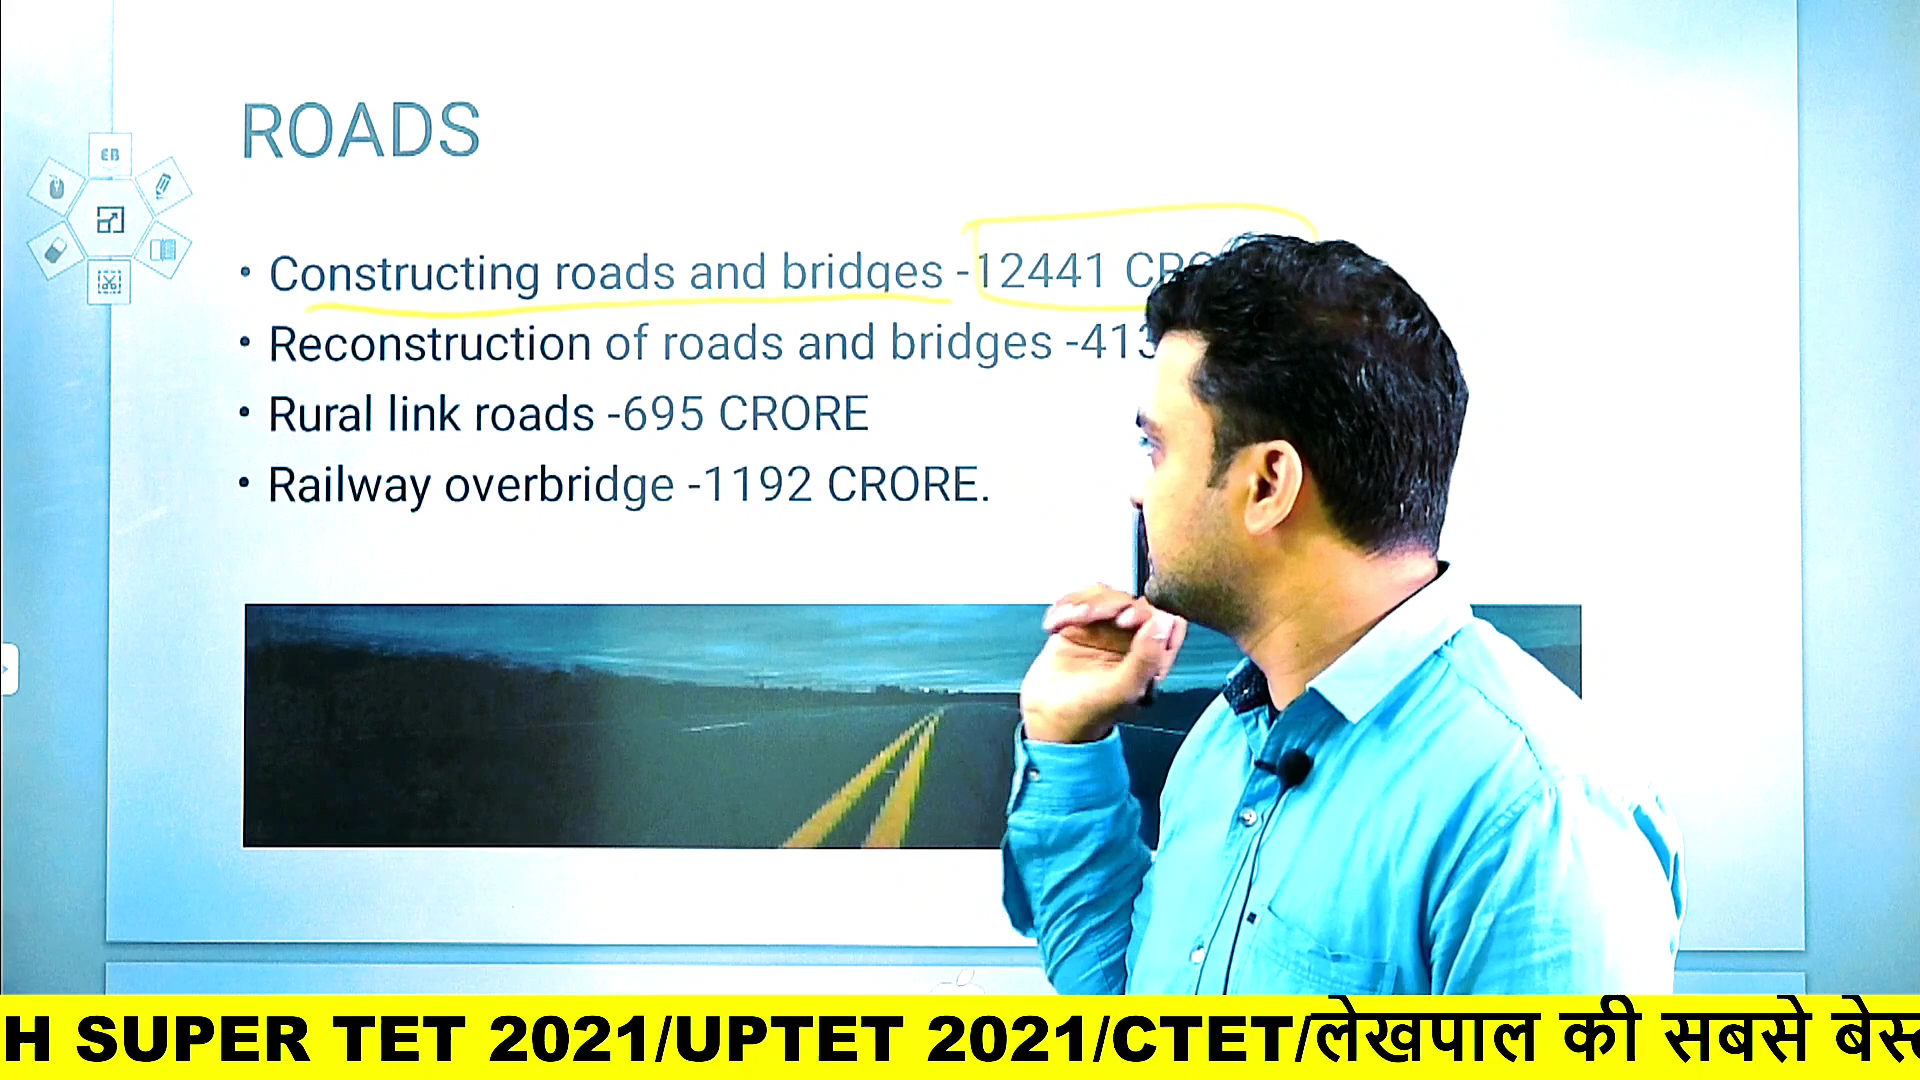 EB
ROADS
• Constructing roads and bridges -12441
• Reconstruction of roads and bridges
• Rural link roads -695 CRORE
• Railway overbridge -1192 CRORE.
H SUPER TET 2021/UPTET 2021/CTET/लेखपाल की सबसे